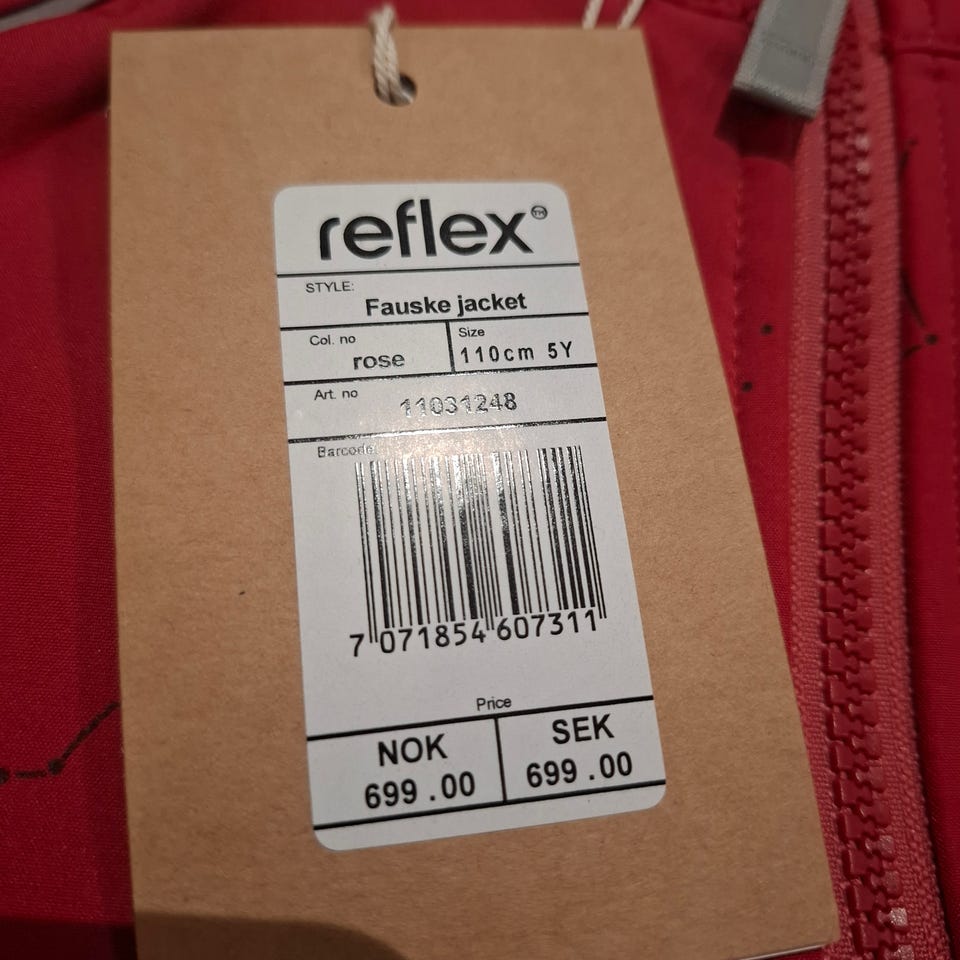 reflex™
STYLE:
Fauske jacket
Col. no
rose
Size
110cm 5Y
Art. no
11031248
Barcode
7 071854 607311
Price
NOK
699.00
SEK
699.00